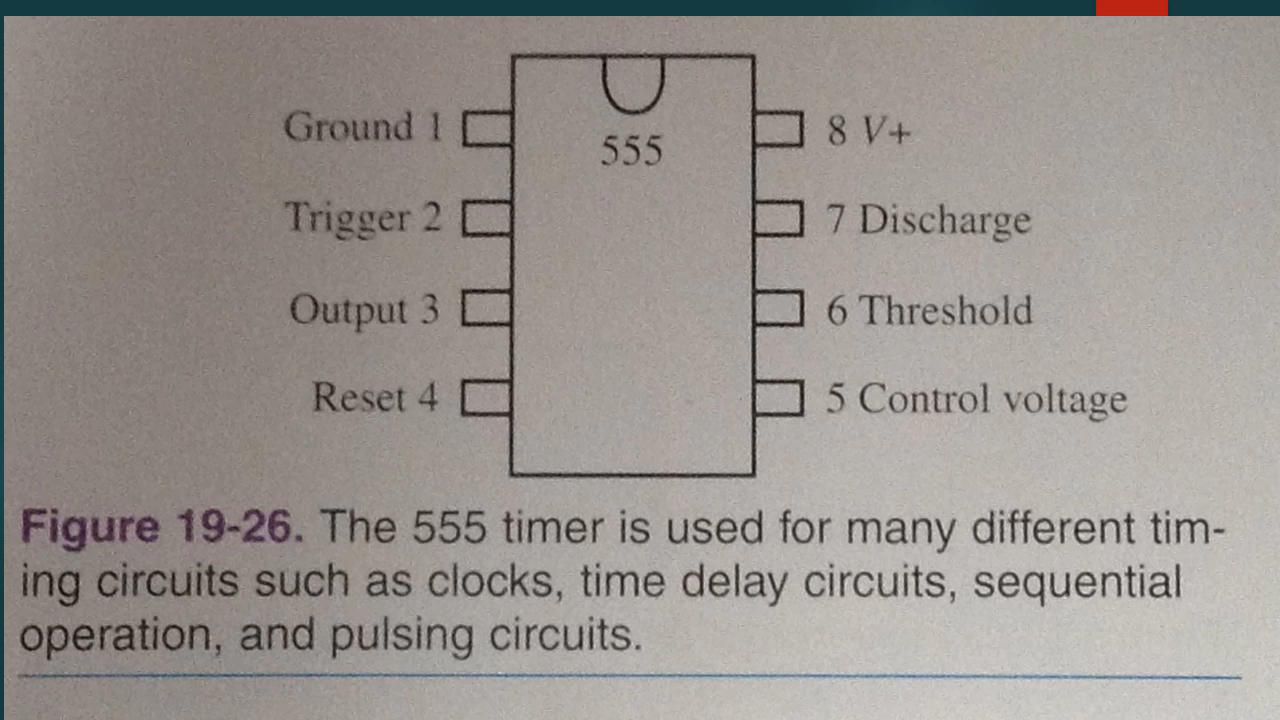 555
Ground 1
8 V+
Trigger 2
7 Discharge
Output 3
6 Threshold
Reset 4
5 Control voltage
Figure 19-26. The 555 timer is used for many different tim-
ing circuits such as clocks, time delay circuits, sequential
operation, and pulsing circuits.